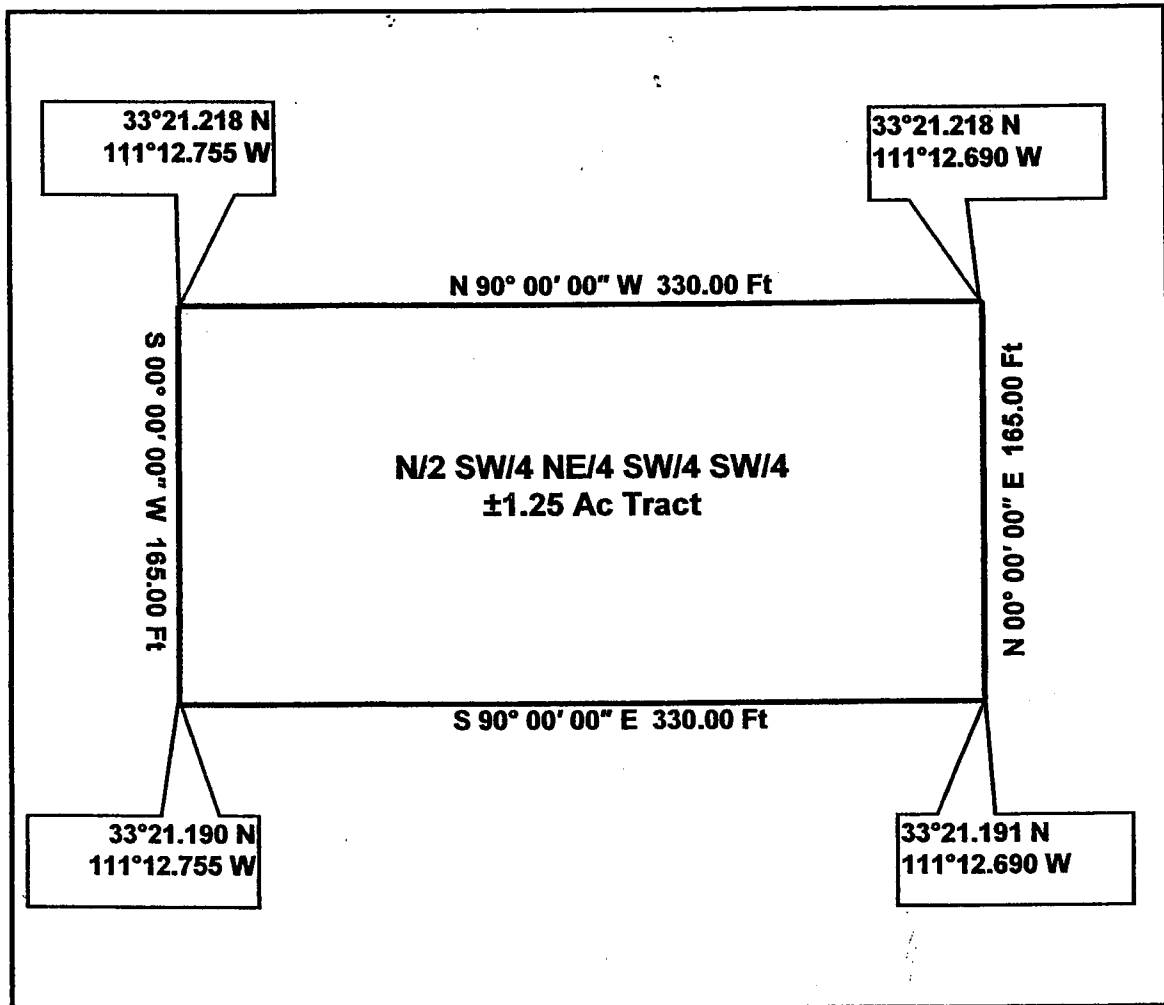 33°21.218 N
111°12.755 W
33°21.218 N
111°12.690 W
N 90° 00' 00" W 330.00 Ft
S 00° 00' 00" W 165.00 Ft
N/2 SW/4 NE/4 SW/4 SW/4
±1.25 Ac Tract
N 00° 00' 00" E 165.00 Ft
S 90° 00' 00" E 330.00 Ft
33°21.190 N
111°12.755 W
33°21.191 N
111°12.690 W